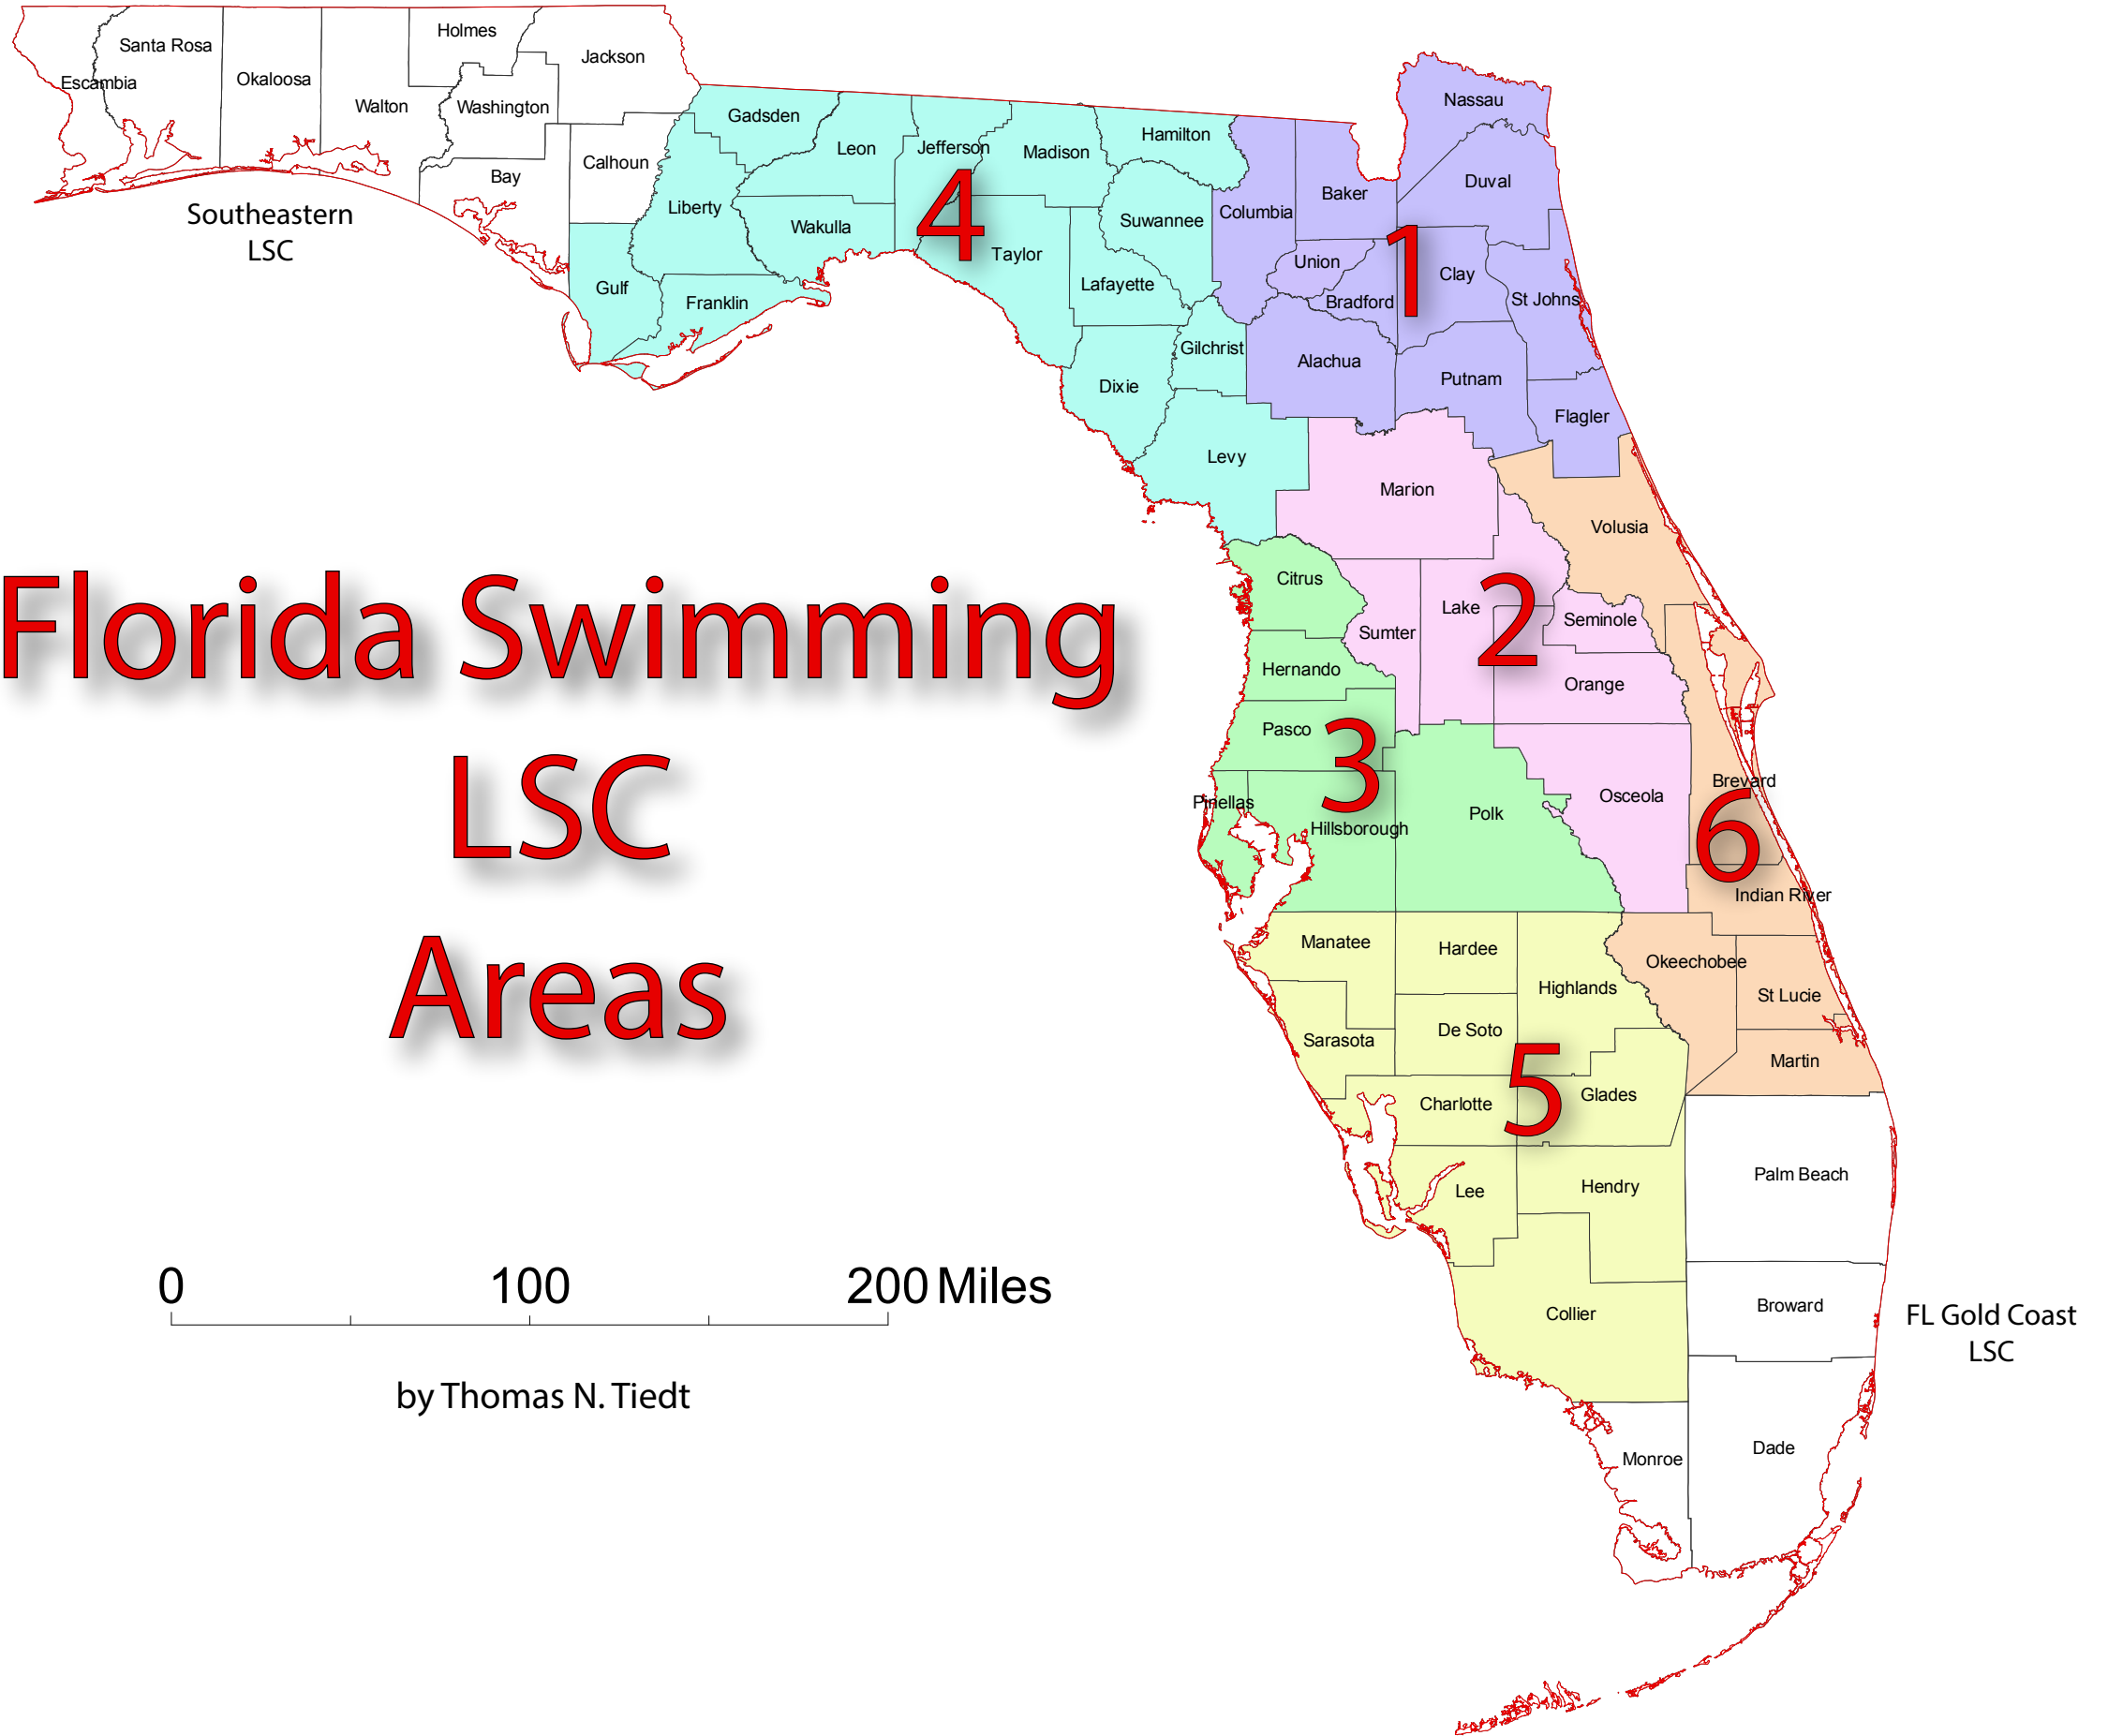 Holmes
Santa Rosa
Jackson
Escambia
Okaloosa
Walton
Washington
Nassau
Gadsden
Hamilton
Leon
Jefferson
Madison
Calhoun
Bay
Duval
Baker
Liberty
Columbia
Suwannee
Wakulla
4
Taylor
Southeastern
LSC
1
Union
Clay
Lafayette
Gulf
Franklin
Bradford
St Johns
Gilchrist
Alachua
Dixie
Putnam
Flagler
Levy
Marion
Volusia
Citrus
Lake
2
Seminole
Sumter
Florida Swimming
LSC
Areas
Hernando
Orange
Pasco
3
Brevard
Pinellas
Osceola
Polk
Hillsborough
6
Indian River
Manatee
Hardee
Okeechobee
Highlands
St Lucie
De Soto
Sarasota
Martin
5
Glades
Charlotte
Palm Beach
Hendry
Lee
0 100 200 Miles
Broward
Collier
FL Gold Coast
LSC
by Thomas N. Tiedt
Dade
Monroe